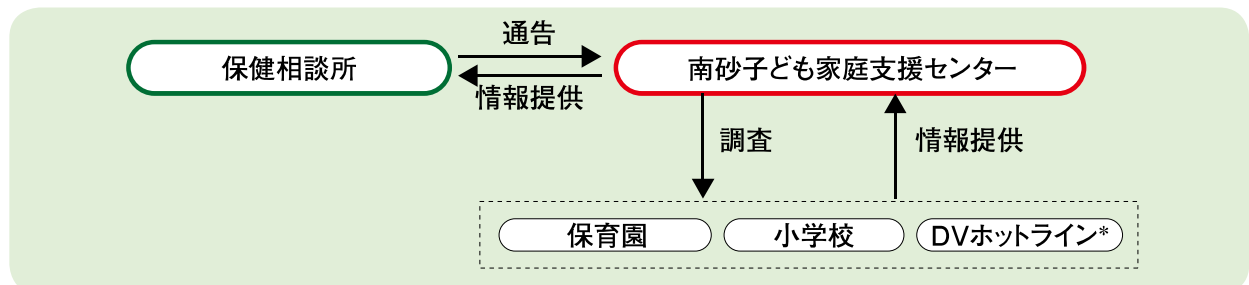 通告
保健相談所
南砂子ども家庭支援センター
情報提供
調査
情報提供
保育園
小学校
DVホットライン*